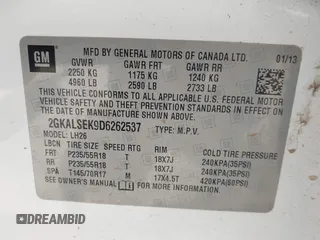 GM
MFD BY GENERAL MOTORS OF CANADA LTD.
01/13
GVWR GAWR FRT GAWR RR
2250 KG 1175 KG 1240 KG
4960 LB 2590 LB 2733 LB
THIS VEHICLE CONFORMS TO ALL APPLICABLE U.S. FEDERAL
MOTOR VEHICLE SAFETY, BUMPER, AND THEFT PREVENTION
STANDARDS IN EFFECT ON THE DATE OF MANUFACTURE SHOWN ABOVE.
2GKALSEK9D6262537 TYPE: M.P.V.
MODEL: LH26
LBCN TIRE SIZE SPEED RTG RIM COLD TIRE PRESSURE
FRT P235/55R18 H 18X7J 240KPA(35PSI)
RR P235/55R18 H 18X7J 240KPA(35PSI)
SPA T145/70R17 M 17X4.5T 420KPA(60PSI)
SEE OWNER'S MANUAL FOR ADDITIONAL INFORMATION.